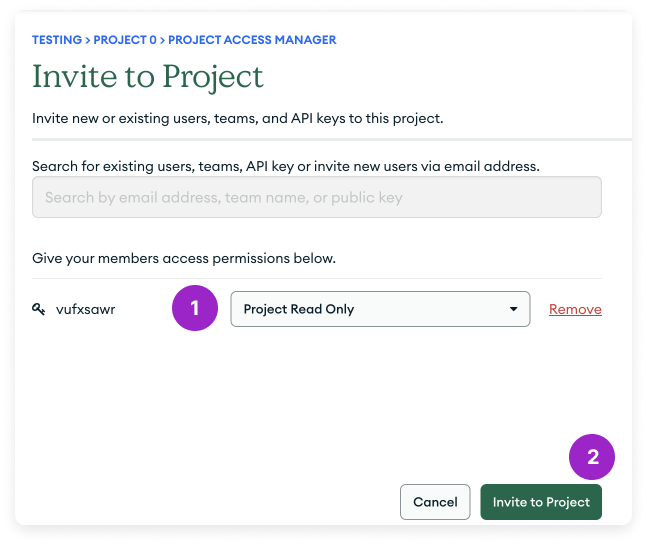 TESTING > PROJECT 0 > PROJECT ACCESS MANAGER
Invite to Project
Invite new or existing users, teams, and API keys to this project.
Search for existing users, teams, API key or invite new users via email address.
Search by email address, team name, or public key
Give your members access permissions below.
vufxsawr 1 Project Read Only Remove
2
Cancel Invite to Project